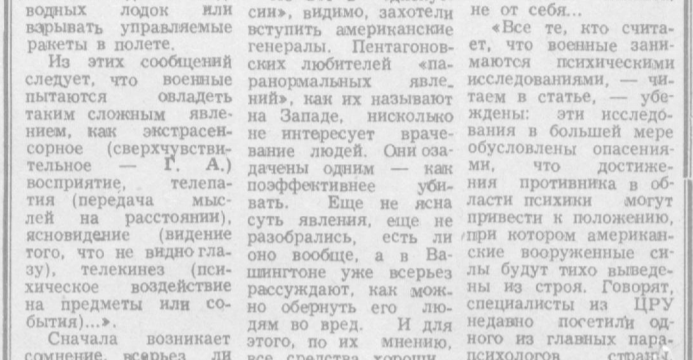 водных лодок или
взрывать управляемые
ракеты в полете.
Из этих сообщений
следует, что военные
пытаются овладеть
таким сложным явле-
нием, как экстрасен-
сорное (сверхчувстви-
тельное — Г. А.)
восприятие, телепа-
тия (передача мыс-
лей на расстоянии),
ясновидение (видение
того, что не видно гла-
зу), телекинез (пси-
хическое воздействие
на предметы или со-
бытия)...».
Сначала возникает
сомнение, всерьез ли
сии», видимо, захотели
вступить американские
генералы. Пентагонов-
ских любителей «па-
ранормальных явле-
ний», как их называют
на Западе, нисколько
не интересует враче-
вание людей. Они оза-
дачены одним — как
поэффективнее уби-
вать. Еще не ясна
суть явления, еще не
разобрались, есть ли
оно вообще, а в Ва-
шингтоне уже всерьез
рассуждают, как мож-
но обернуть его лю-
дям во вред. И для
этого, по их мнению,
все средства хороши.
не от себя...
«Все те, кто счита-
ет, что военные зани-
маются психическими
исследованиями, — чи-
таем в статье, — убе-
ждены: эти исследо-
вания в большей мере
обусловлены опасения-
ми, что достиже-
ния противника в об-
ласти психики могут
привести к положению,
при котором американ-
ские вооруженные си-
лы будут тихо выведе-
ны из строя. Говорят,
специалисты из ЦРУ
недавно посетили од-
ного из главных пара-
психологов страны,